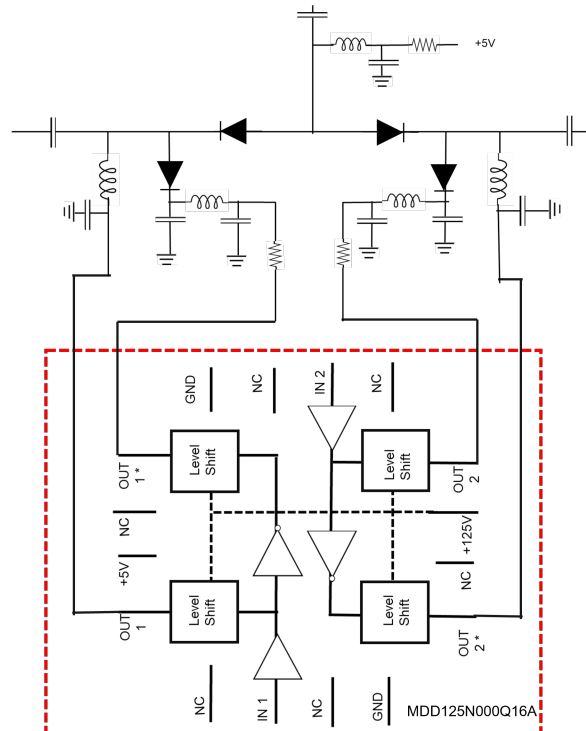 +5V
GND
NC
IN 2
NC
OUT
1 *
Level
Shift
Level
Shift
OUT
2
NC
+125V
+5V
NC
OUT
1
Level
Shift
Level
Shift
OUT
2 *
NC
IN 1
NC
GND
MDD125N000Q16A